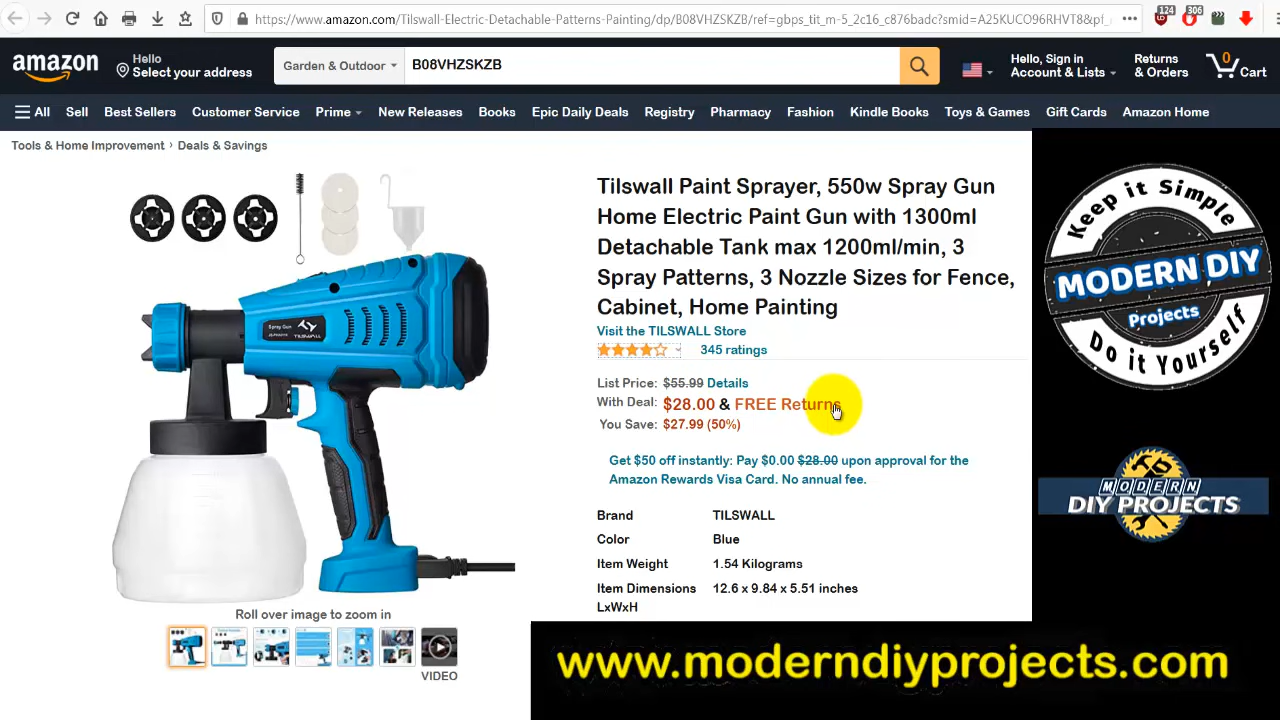 https://www.amazon.com/Tilswall-Electric-Detachable-Patterns-Painting/dp/B08VHZSKZB/ref=gbps_tit_m-5_2c16_c876badc?smid=A25KUCO96RHVT8&pf_
124
306
amazon
Hello
Select your address
Garden & Outdoor
B08VHZSKZB
Hello, Sign in
Account & Lists
Returns
& Orders
0
Cart
All
Sell
Best Sellers
Customer Service
Prime
New Releases
Books
Epic Daily Deals
Registry
Pharmacy
Fashion
Kindle Books
Toys & Games
Gift Cards
Amazon Home
Tools & Home Improvement › Deals & Savings
Tilswall Paint Sprayer, 550w Spray Gun
Home Electric Paint Gun with 1300ml
Detachable Tank max 1200ml/min, 3
Spray Patterns, 3 Nozzle Sizes for Fence,
Cabinet, Home Painting
Visit the TILSWALL Store
345 ratings
List Price: $55.99 Details
With Deal: $28.00 & FREE Returns
You Save: $27.99 (50%)
Get $50 off instantly: Pay $0.00 $28.00 upon approval for the
Amazon Rewards Visa Card. No annual fee.
Brand TILSWALL
Color Blue
Item Weight 1.54 Kilograms
Item Dimensions 12.6 x 9.84 x 5.51 inches
LxWxH
Spray Gun
TILSWALL
Roll over image to zoom in
VIDEO
Keep it Simple
MODERN DIY
Projects
Do it Yourself
MODERN
DIY PROJECTS
www.moderndiyprojects.com